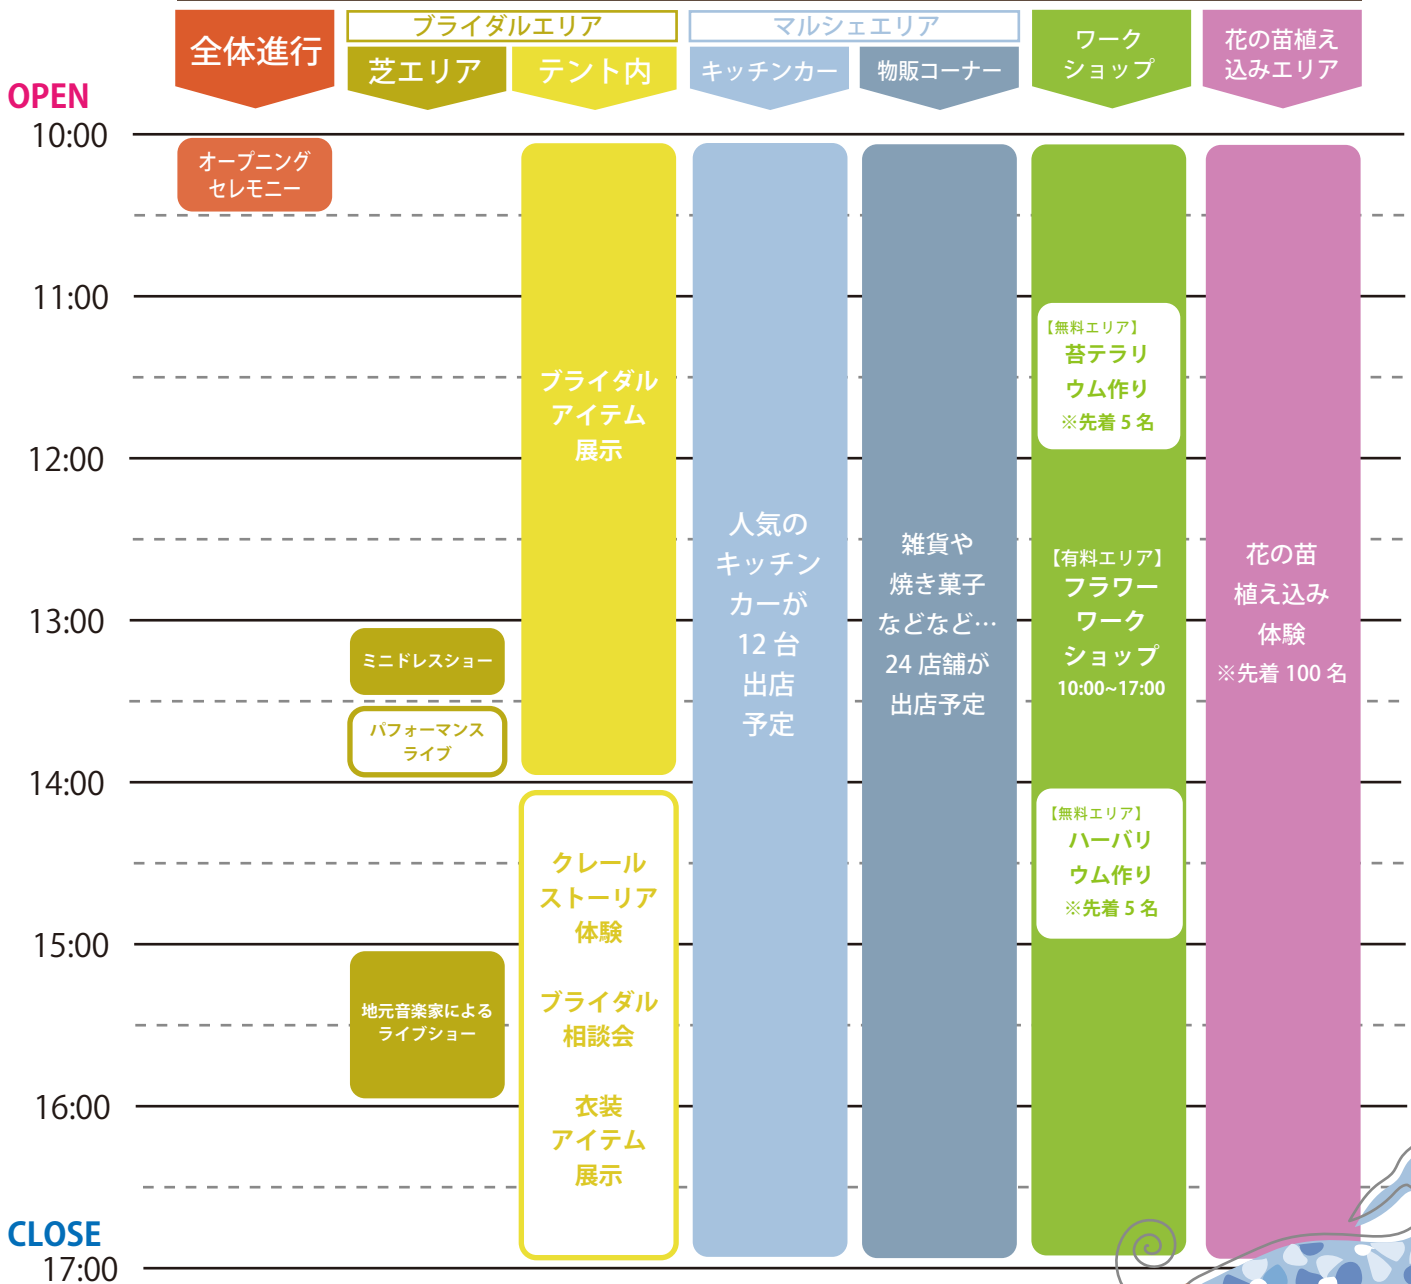 全体進行
ブライダルエリア
芝エリア
テント内
マルシェエリア
キッチンカー
物販コーナー
ワーク
ショップ
花の苗植え
込みエリア
OPEN
10:00
11:00
12:00
13:00
14:00
15:00
16:00
CLOSE
17:00
オープニング
セレモニー
ミニドレスショー
パフォーマンス
ライブ
地元音楽家による
ライブショー
ブライダル
アイテム
展示
クレール
ストーリア
体験
ブライダル
相談会
衣装
アイテム
展示
人気の
キッチン
カーが
12 台
出店
予定
雑貨や
焼き菓子
などなど…
24 店舗が
出店予定
【無料エリア】
苔テラリ
ウム作り
※先着 5 名
【有料エリア】
フラワー
ワーク
ショップ
10:00~17:00
【無料エリア】
ハーバリ
ウム作り
※先着 5 名
花の苗
植え込み
体験
※先着 100 名